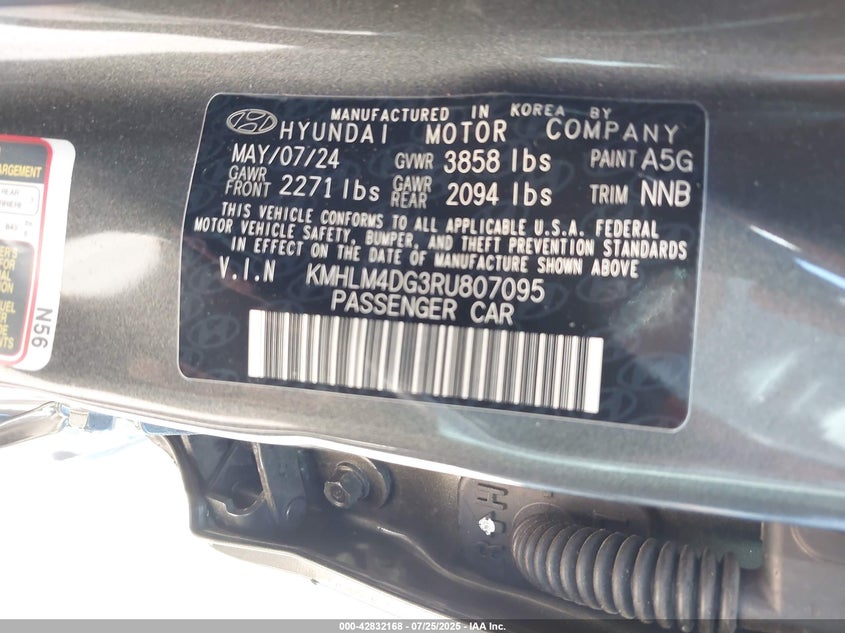 MANUFACTURED IN KOREA BY
HYUNDAI MOTOR COMPANY
MAY/07/24 GVWR 3858 lbs PAINT A5G
GAWR FRONT 2271 lbs GAWR REAR 2094 lbs TRIM NNB
THIS VEHICLE CONFORMS TO ALL APPLICABLE U.S.A. FEDERAL
MOTOR VEHICLE SAFETY, BUMPER, AND THEFT PREVENTION STANDARDS
IN EFFECT ON THE DATE OF MANUFACTURE SHOWN ABOVE
V.I.N KMHLM4DG3RU807095
PASSENGER CAR
ARGEMENT
REAR
N56
000-42832168 - 07/25/2025 - IAA, Inc.